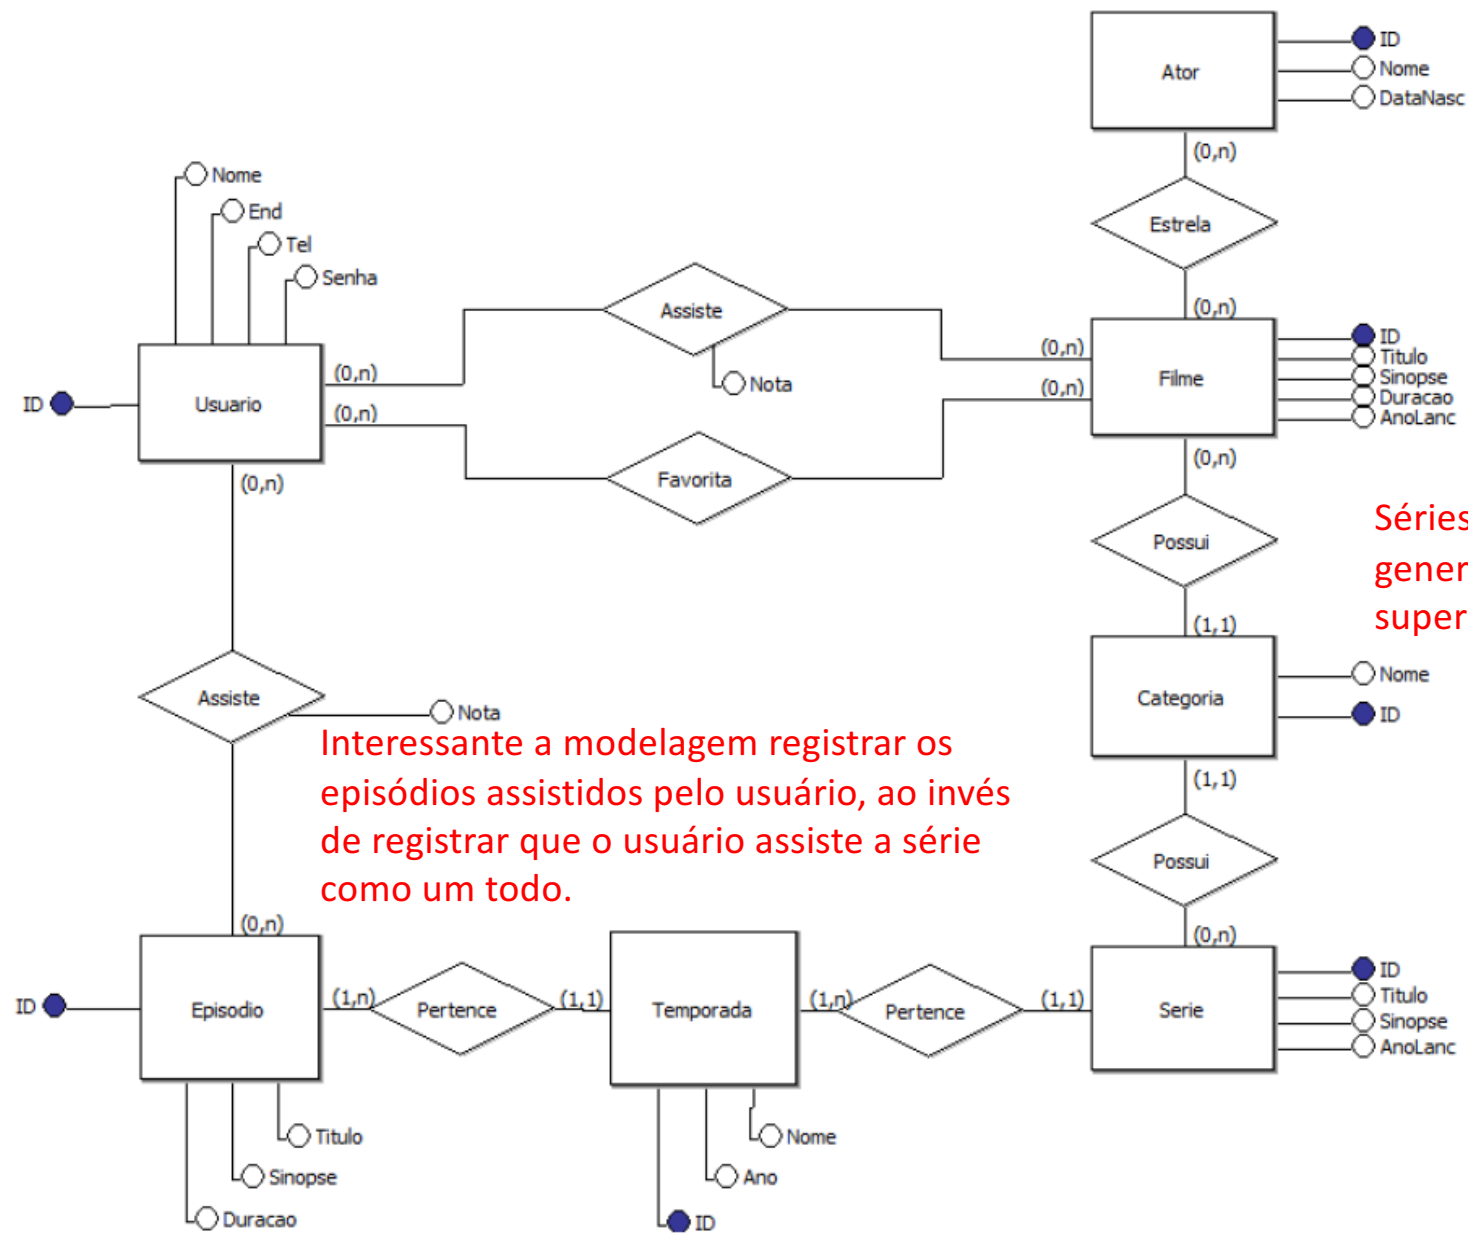 Ator
ID
Nome
DataNasc
(0,n)
Estrela
(0,n)
Nome
End
Tel
Senha
Assiste
Nota
(0,n)
(0,n)
ID
Usuario
(0,n)
(0,n)
Favorita
Filme
ID
Titulo
Sinopse
Duracao
AnoLanc
(0,n)
(0,n)
Possui
Séries
gener
super
(1,1)
Categoria
Nome
ID
(1,1)
Assiste
Nota
Interessante a modelagem registrar os
episódios assistidos pelo usuário, ao invés
de registrar que o usuário assiste a série
como um todo.
Possui
(0,n)
(0,n)
ID
Episodio
(1,n)
Pertence
(1,1)
Temporada
(1,n)
Pertence
(1,1)
Serie
ID
Titulo
Sinopse
AnoLanc
Titulo
Sinopse
Duracao
Nome
Ano
ID